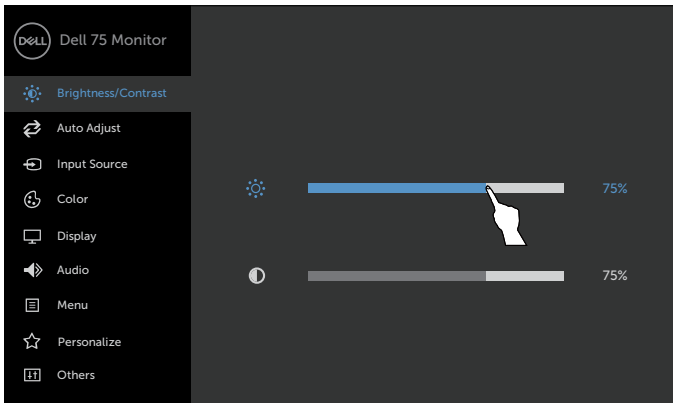 DELL
Dell 75 Monitor
Brightness/Contrast
Auto Adjust
Input Source
Color
Display
Audio
Menu
Personalize
Others
75%
75%